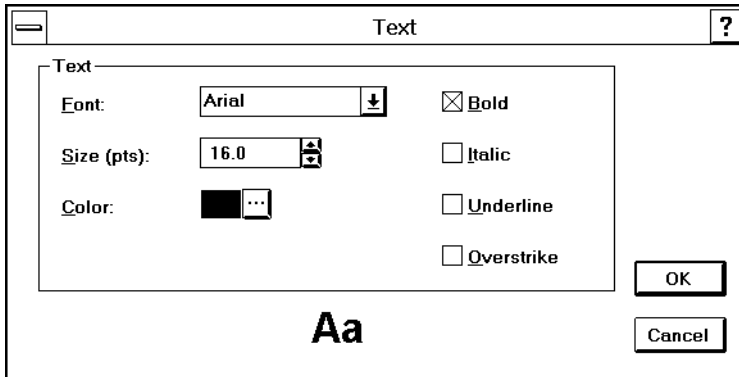 Text
?
Text
Font: Arial Bold
Size (pts): 16.0 Italic
Color: ... Underline
Overstrike
OK
Aa
Cancel